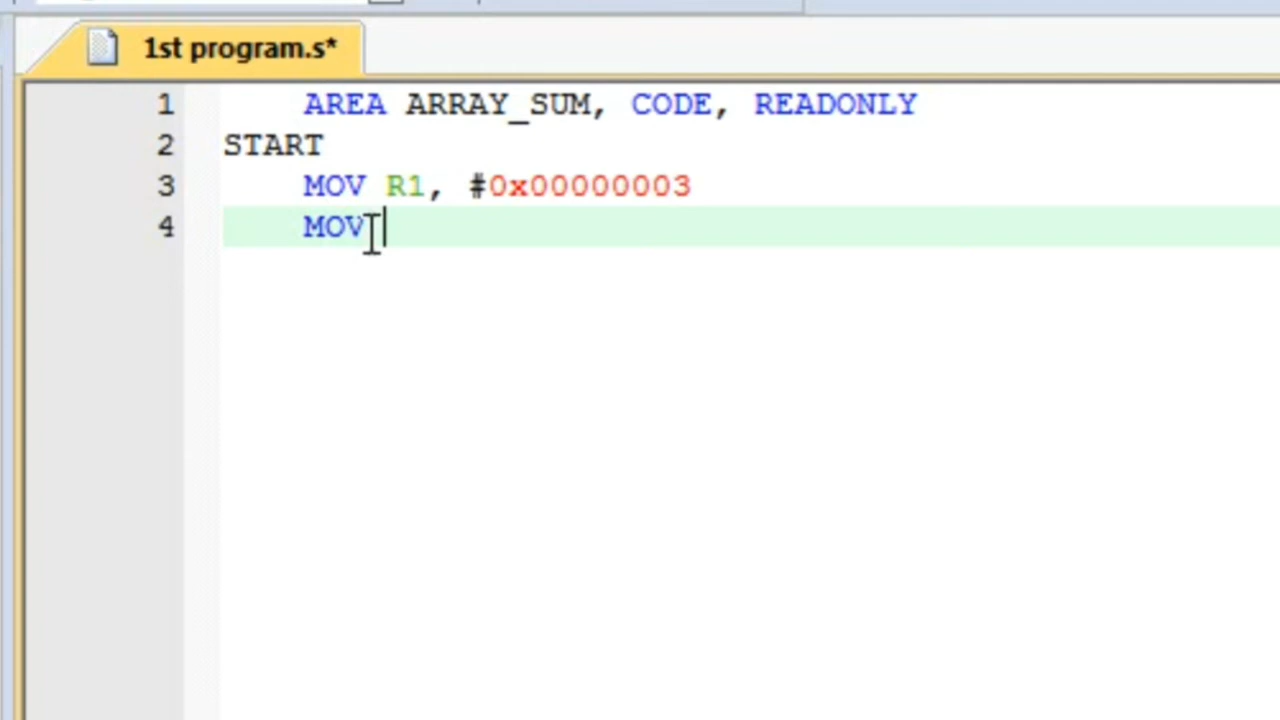 1st program.s*
1 AREA ARRAY_SUM, CODE, READONLY
2 START
3 MOV R1, #0x00000003
4 MOV